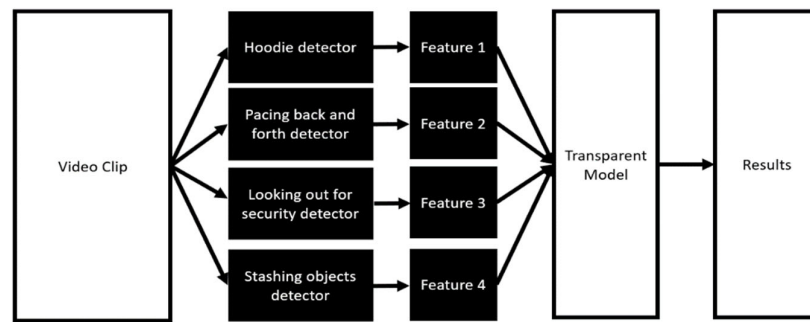 Video Clip
Hoodie detector
Feature 1
Pacing back and
forth detector
Feature 2
Looking out for
security detector
Feature 3
Stashing objects
detector
Feature 4
Transparent
Model
Results